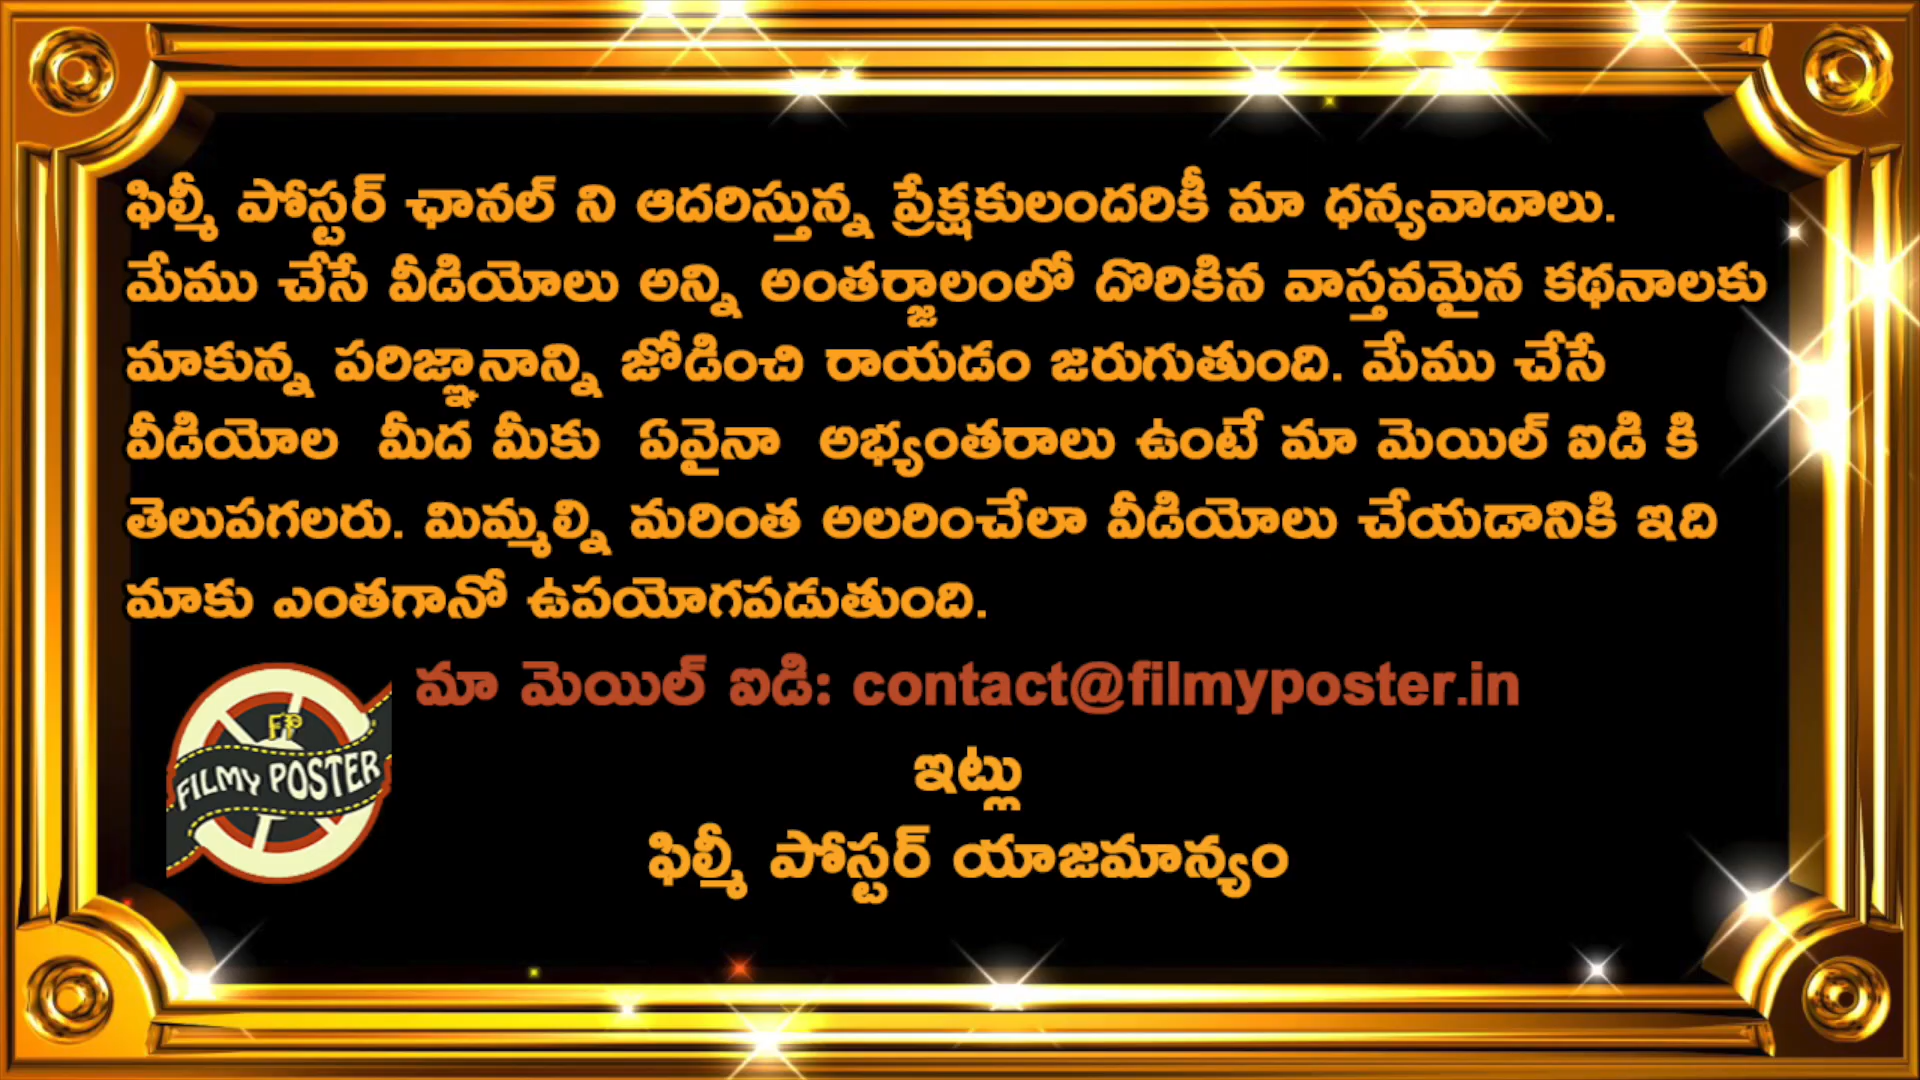 ఫిల్మీ పోస్టర్ ఛానల్ ని ఆదరిస్తున్న ప్రేక్షకులందరికీ మా ధన్యవాదాలు.
మేము చేసే వీడియోలు అన్ని అంతర్జాలంలో దొరికిన వాస్తవమైన కథనాలకు
మాకున్న పరిజ్ఞానాన్ని జోడించి రాయడం జరుగుతుంది. మేము చేసే
వీడియోల మీద మీకు ఏవైనా అభ్యంతరాలు ఉంటే మా మెయిల్ ఐడి కి
తెలుపగలరు. మిమ్మల్ని మరింత అలరించేలా వీడియోలు చేయడానికి ఇది
మాకు ఎంతగానో ఉపయోగపడుతుంది.
మా మెయిల్ ఐడి: contact@filmyposter.in
FP
FILMY POSTER
ఇట్లు
ఫిల్మీ పోస్టర్ యాజమాన్యం